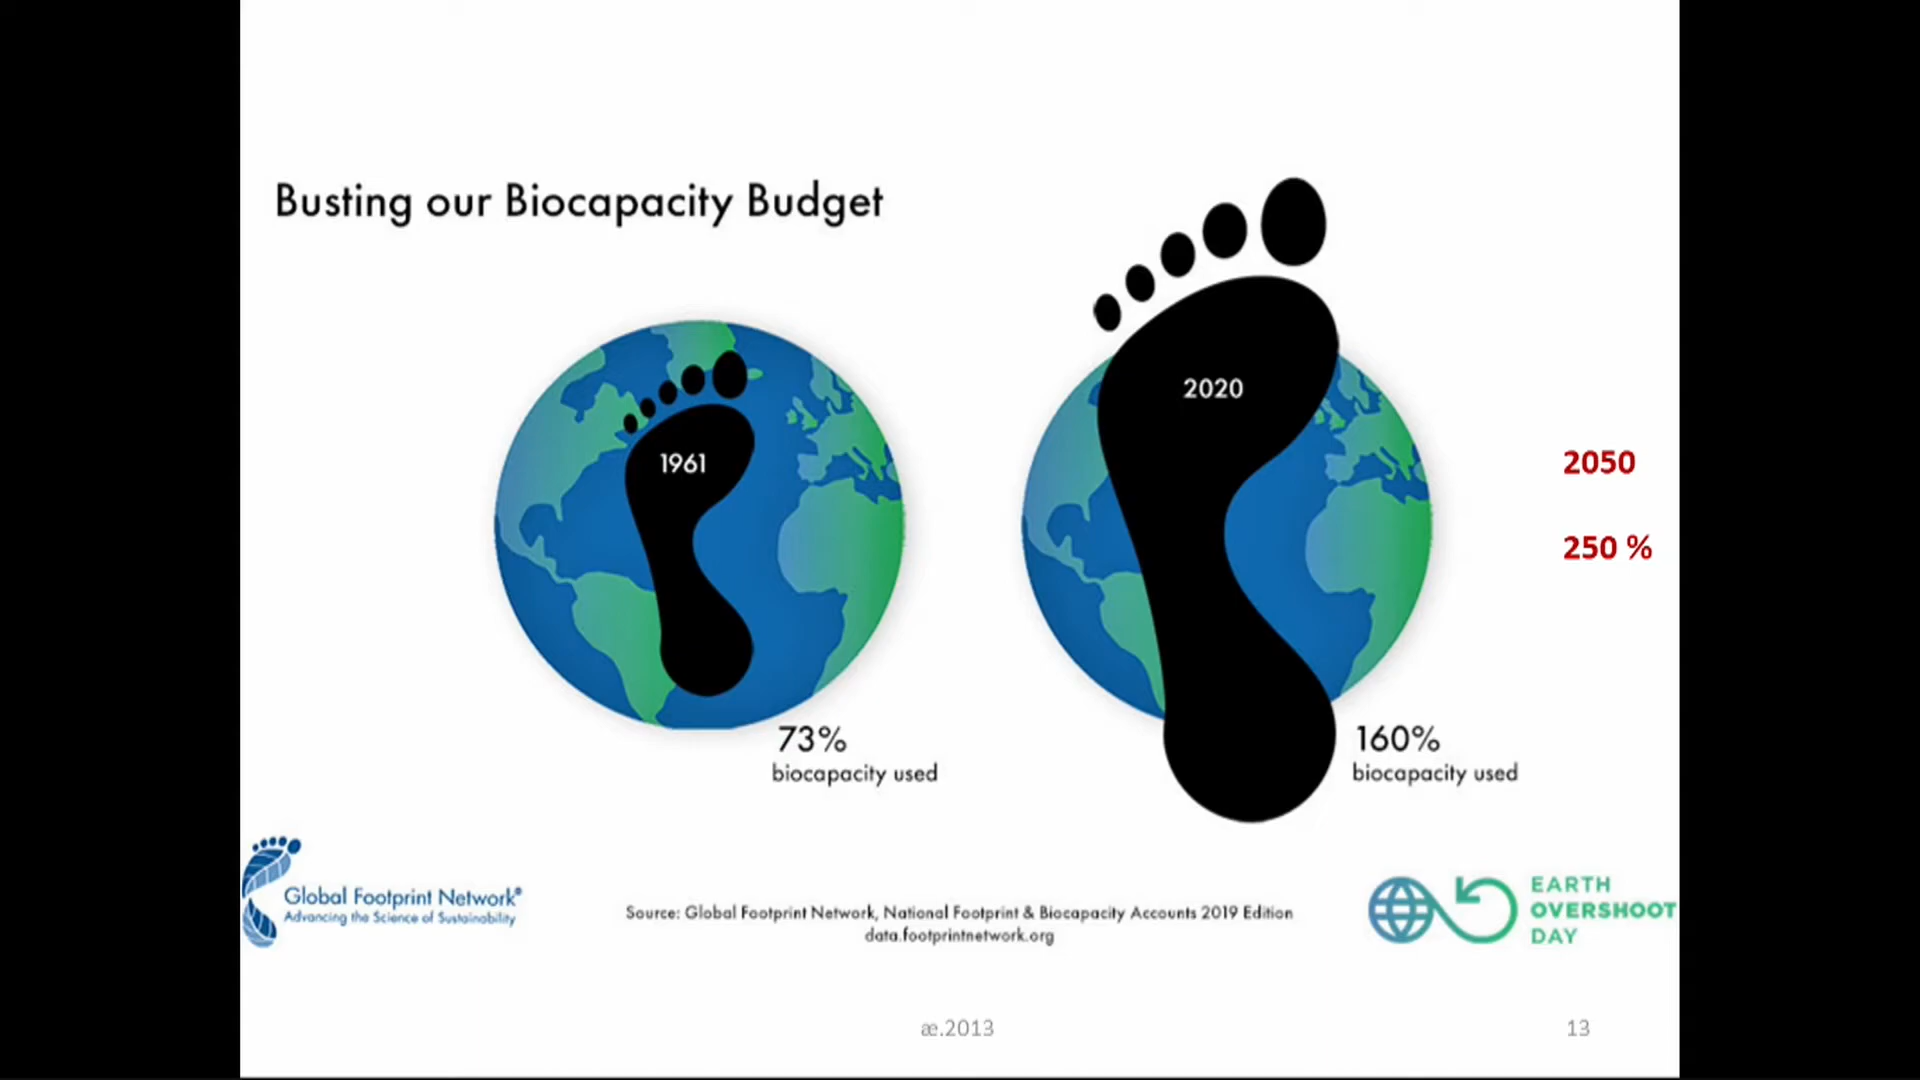 Busting our Biocapacity Budget
1961
2020
2050
250 %
73%
biocapacity used
160%
biocapacity used
Global Footprint Network®
Advancing the Science of Sustainability
Source: Global Footprint Network, National Footprint & Biocapacity Accounts 2019 Edition
data.footprintnetwork.org
EARTH
OVERSHOOT
DAY
æ.2013
13